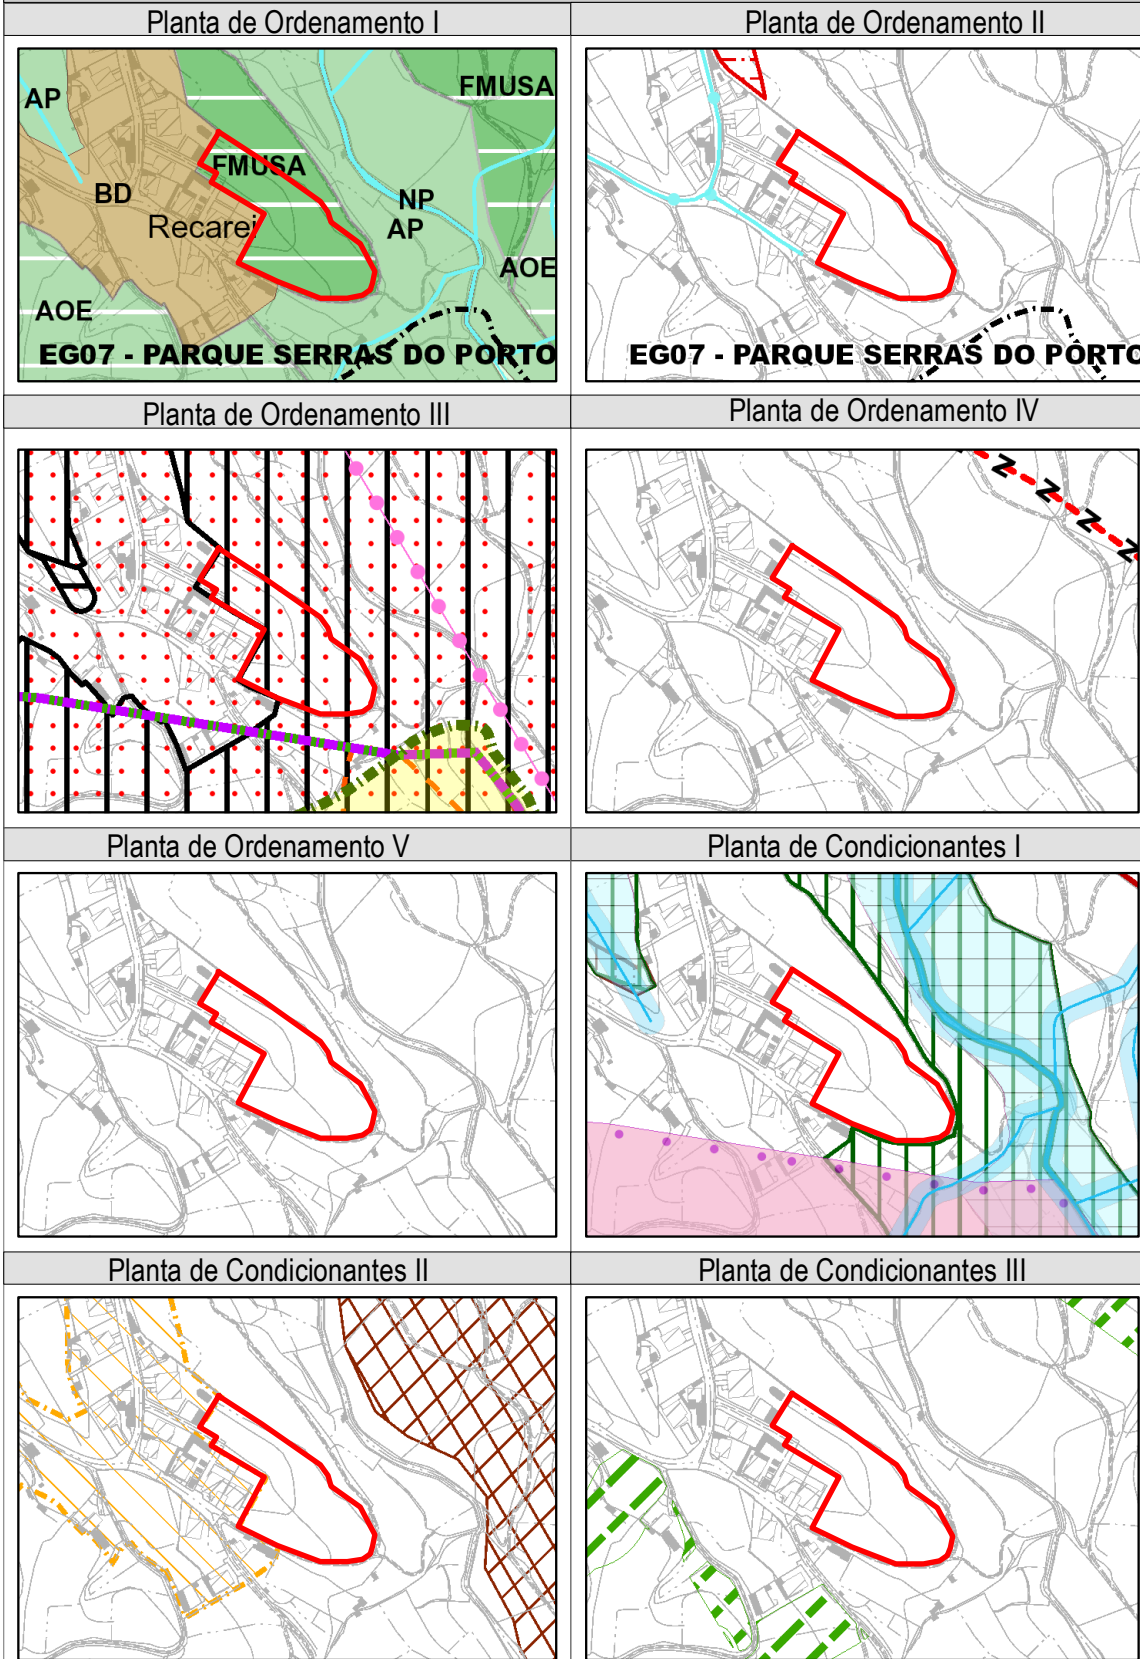 Planta de Ordenamento I
Planta de Ordenamento II
AP
FMUSA
FMUSA
BD
NP
Recarei
AP
AOE
AOE
EG07 - PARQUE SERRAS DO PORTO
EG07 - PARQUE SERRAS DO PORTO
Planta de Ordenamento III
Planta de Ordenamento IV
Z
Z
Z
Z
Planta de Ordenamento V
Planta de Condicionantes I
Planta de Condicionantes II
Planta de Condicionantes III